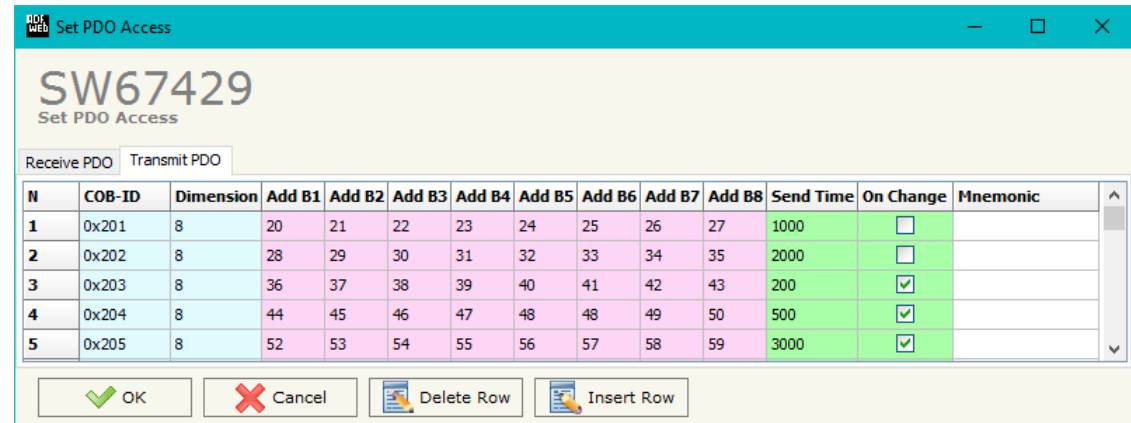 ADF WEB Set PDO Access
SW67429
Set PDO Access
Receive PDO Transmit PDO
N COB-ID Dimension Add B1 Add B2 Add B3 Add B4 Add B5 Add B6 Add B7 Add B8 Send Time On Change Mnemonic
1 0x201 8 20 21 22 23 24 25 26 27 1000
2 0x202 8 28 29 30 31 32 33 34 35 2000
3 0x203 8 36 37 38 39 40 41 42 43 200
4 0x204 8 44 45 46 47 48 48 49 50 500
5 0x205 8 52 53 54 55 56 57 58 59 3000
OK Cancel Delete Row Insert Row